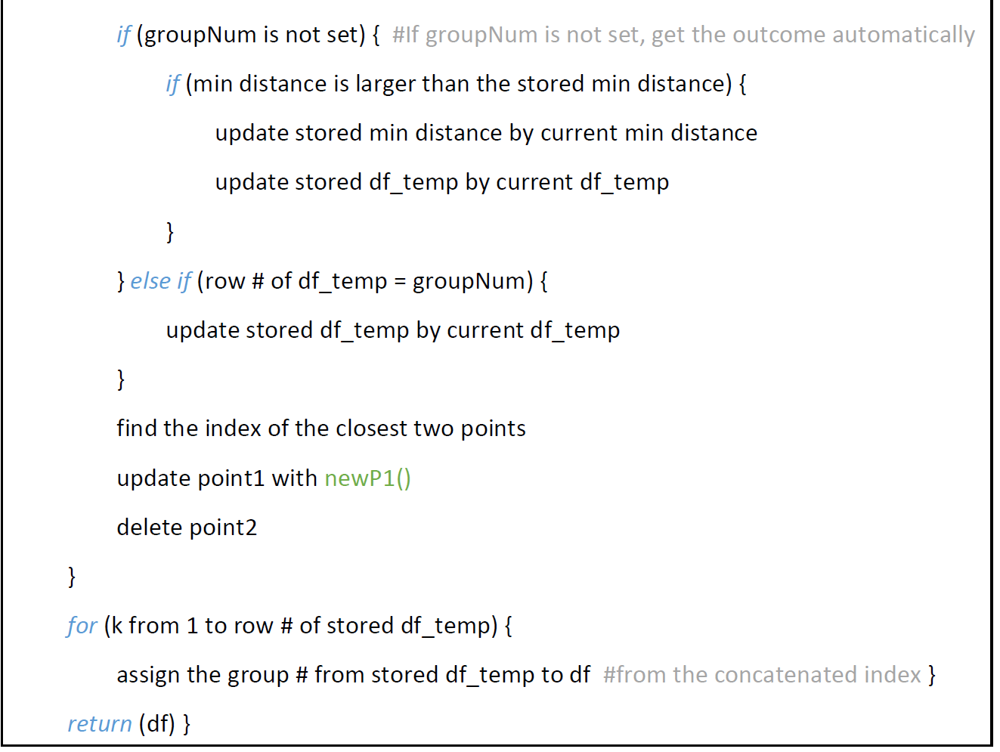 if (groupNum is not set) { #If groupNum is not set, get the outcome automatically
if (min distance is larger than the stored min distance) {
update stored min distance by current min distance
update stored df_temp by current df_temp
}
} else if (row # of df_temp = groupNum) {
update stored df_temp by current df_temp
}
find the index of the closest two points
update point1 with newP1()
delete point2
}
for (k from 1 to row # of stored df_temp) {
assign the group # from stored df_temp to df #from the concatenated index }
return (df) }